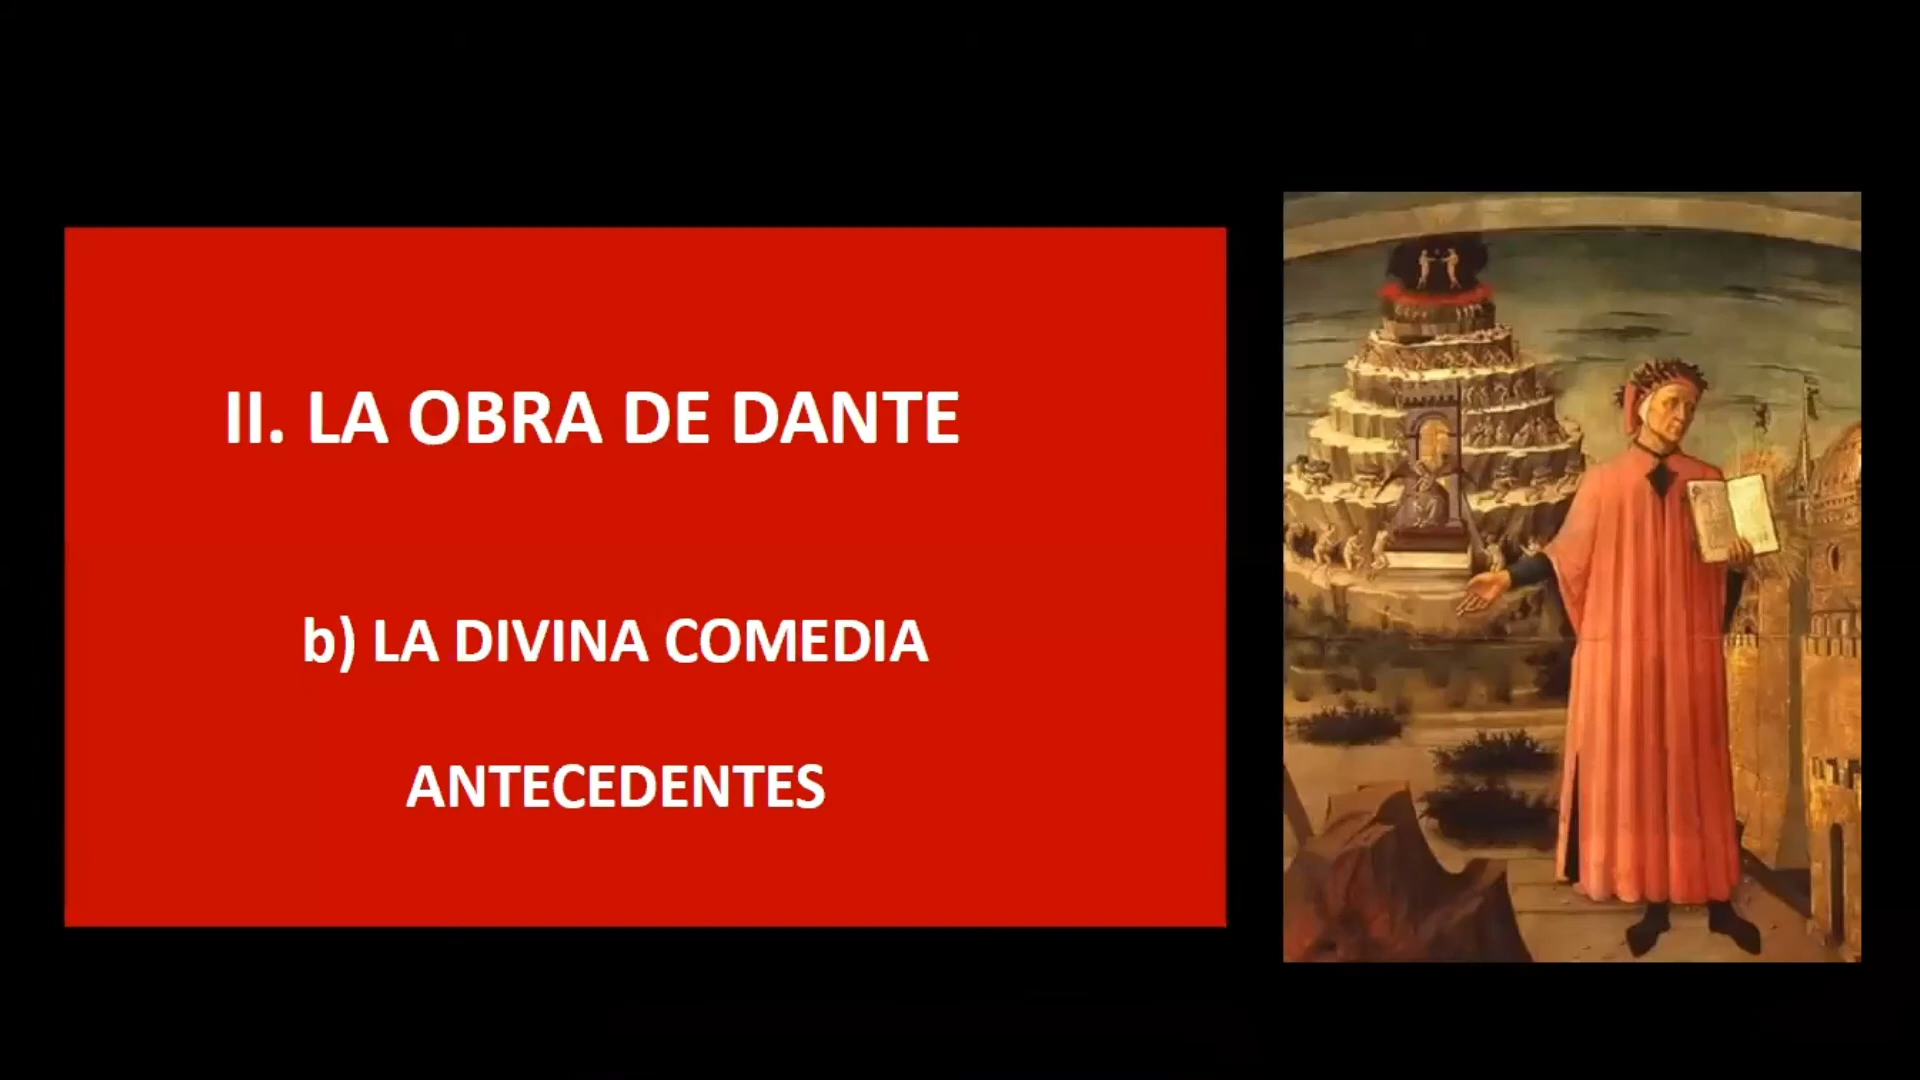 II. LA OBRA DE DANTE
b) LA DIVINA COMEDIA
ANTECEDENTES